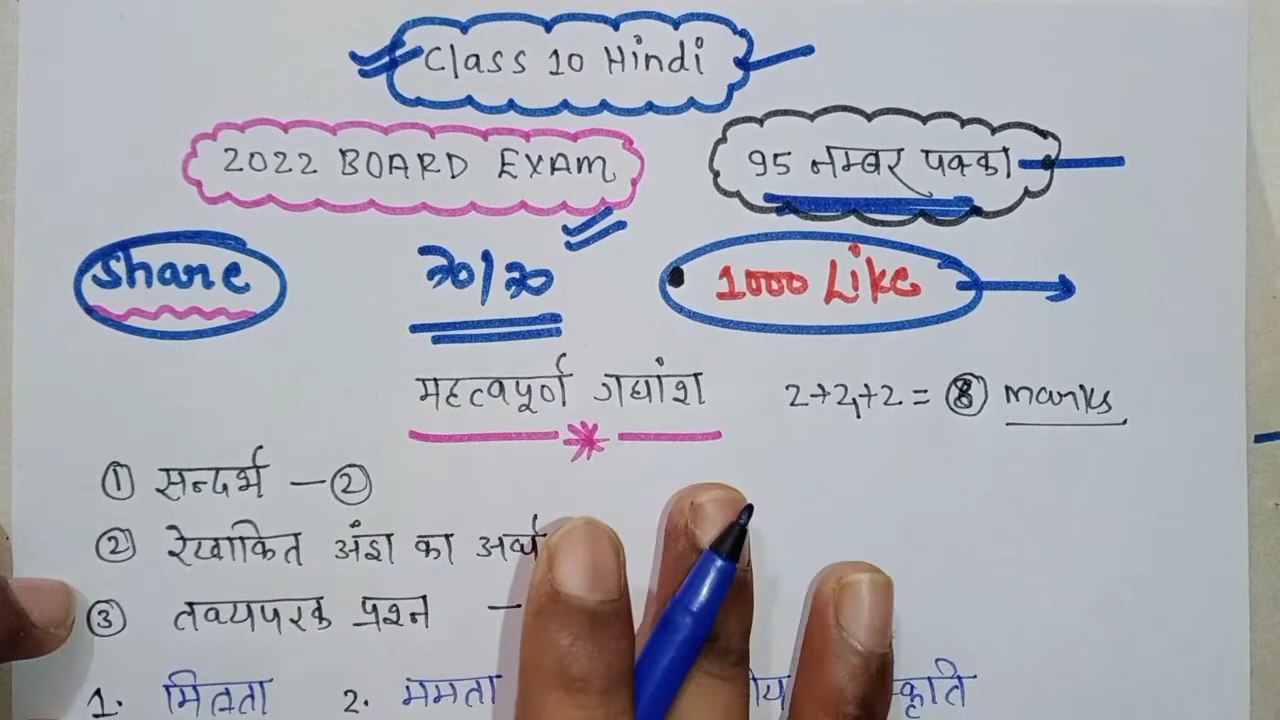 Class 10 Hindi
2022 BOARD EXAM
95 नम्बर पक्का
Share
70/70
1000 Like
महत्वपूर्ण गद्यांश
2+2+2 = 8 marks
① सन्दर्भ - ②
② रेखांकित अंश का अर्थ
③ तथ्यपरक प्रश्न -
1. मित्रता 2. ममता